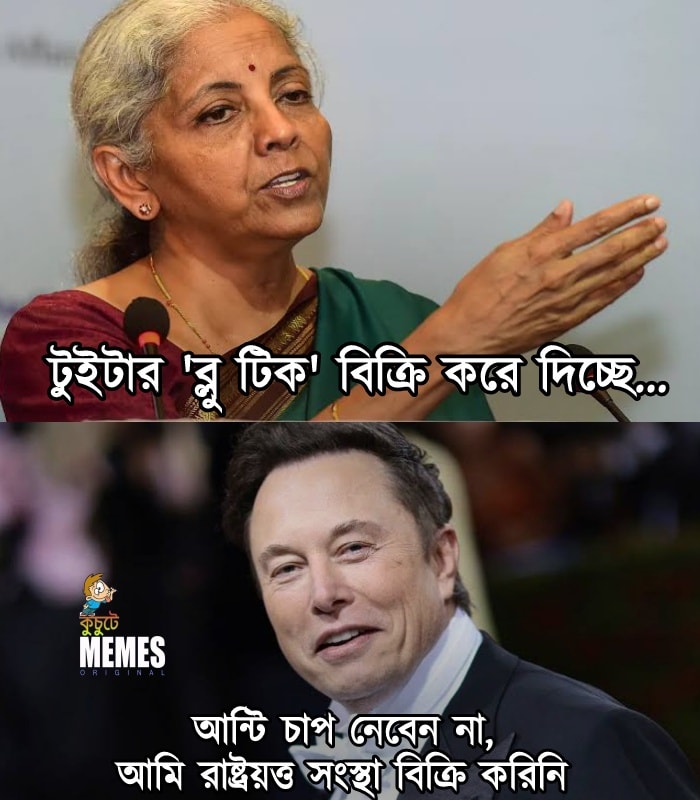 টুইটার 'ব্লু টিক' বিক্রি করে দিচ্ছে...
কুচুটে
MEMES
ORIGINAL
আন্টি চাপ নেবেন না,
আমি রাষ্ট্রয়ত্ত সংস্থা বিক্রি করিনি